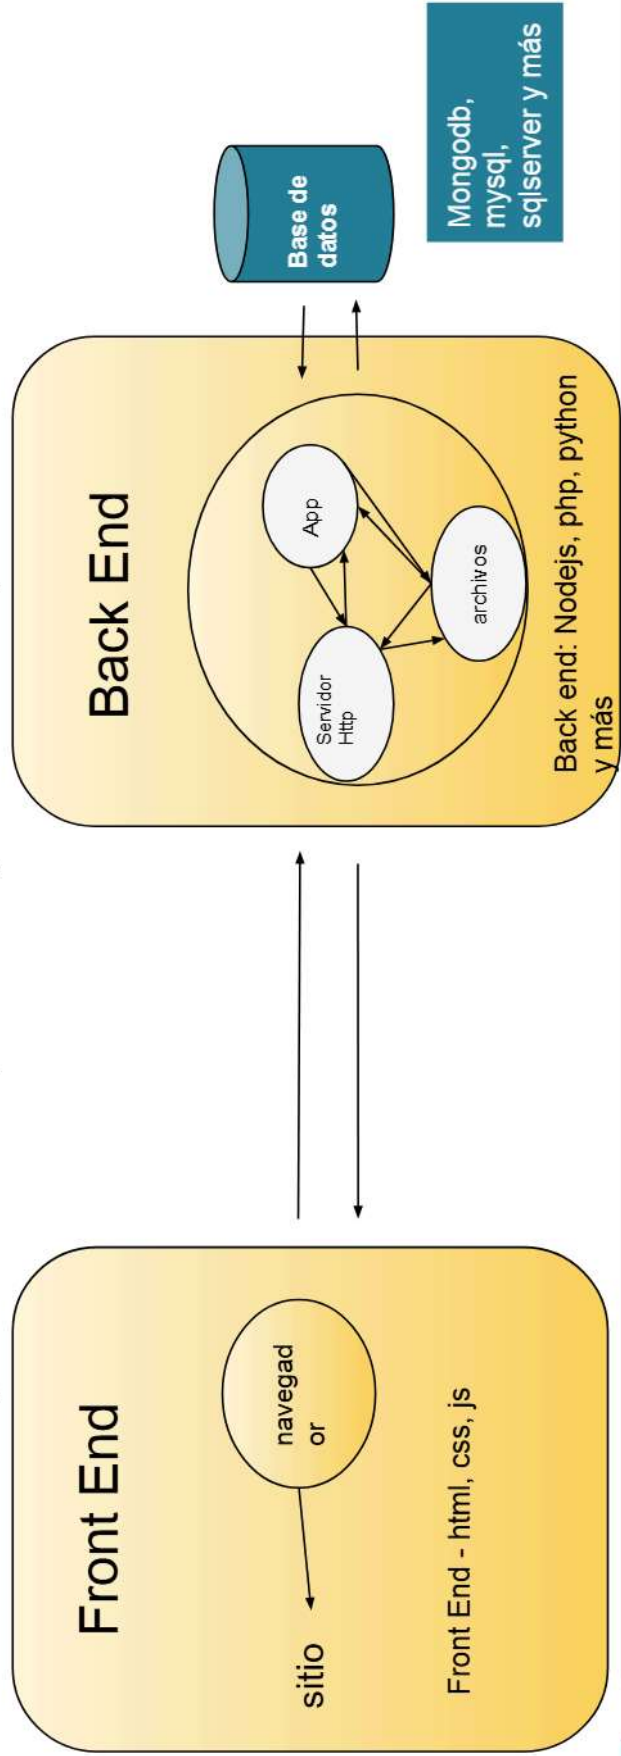 Front End
navegad
or
sitio
Front End - html, css, js
Back End
App
Servidor
Http
archivos
Back end: Nodejs, php, python
y más
Base de
datos
Mongodb,
mysql,
sqlserver y más